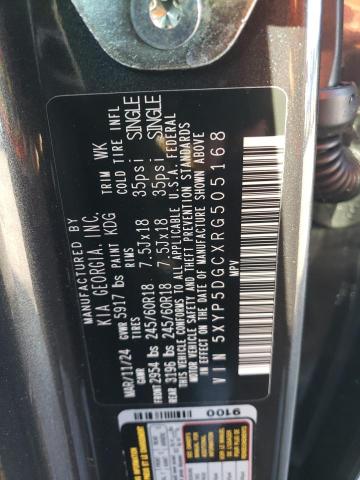 MFD. BY
KIA GEORGIA, INC.
MAR/11/24 GVWR 5917 lbs PAINT KDG TRIM WK
GAWR TIRES RIMS COLD TIRE INFL
FRONT 2954 lbs 245/60R18 7.5Jx18 35psi SINGLE
REAR 3196 lbs 245/60R18 7.5Jx18 35psi SINGLE
THIS VEHICLE CONFORMS TO ALL APPLICABLE U.S.A. FEDERAL
MOTOR VEHICLE SAFETY AND THEFT PREVENTION STANDARDS
IN EFFECT ON THE DATE OF MANUFACTURE SHOWN ABOVE
VIN 5XYP5DGCXRG505168
MPV
9100